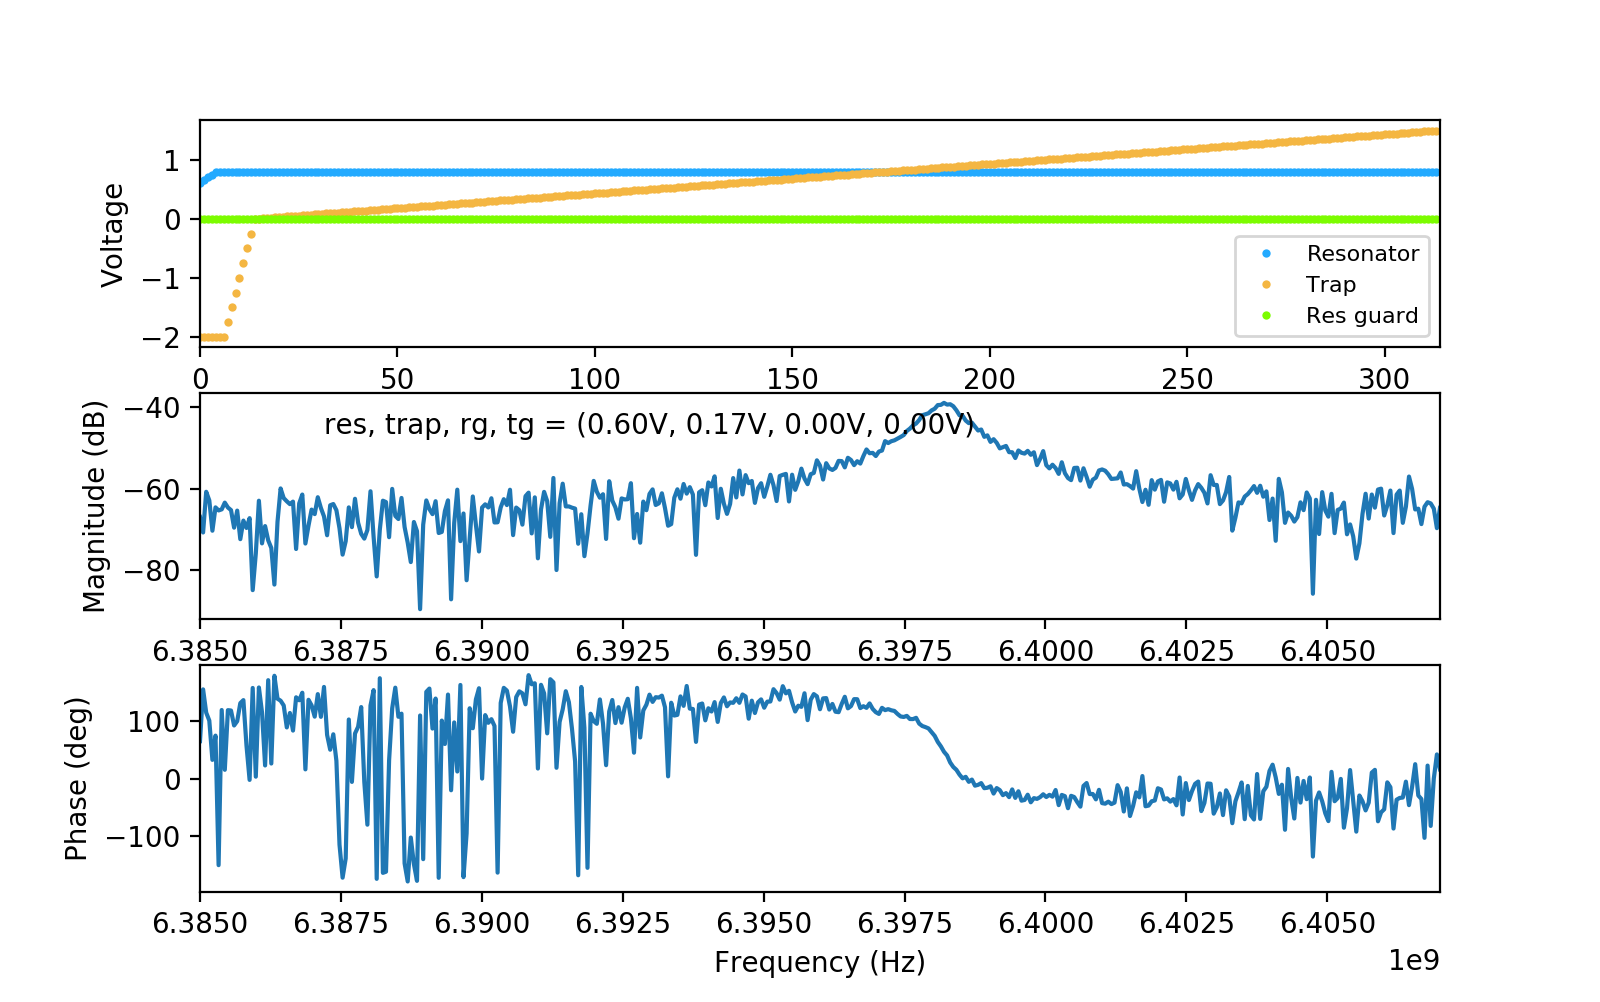 Voltage
1
0
−1
−2
Resonator
Trap
Res guard
0 50 100 150 200 250 300
Magnitude (dB)
−40
−60
−80
res, trap, rg, tg = (0.60V, 0.17V, 0.00V, 0.00V)
6.3850 6.3875 6.3900 6.3925 6.3950 6.3975 6.4000 6.4025 6.4050
Phase (deg)
100
0
−100
6.3850 6.3875 6.3900 6.3925 6.3950 6.3975 6.4000 6.4025 6.4050
Frequency (Hz)
1e9